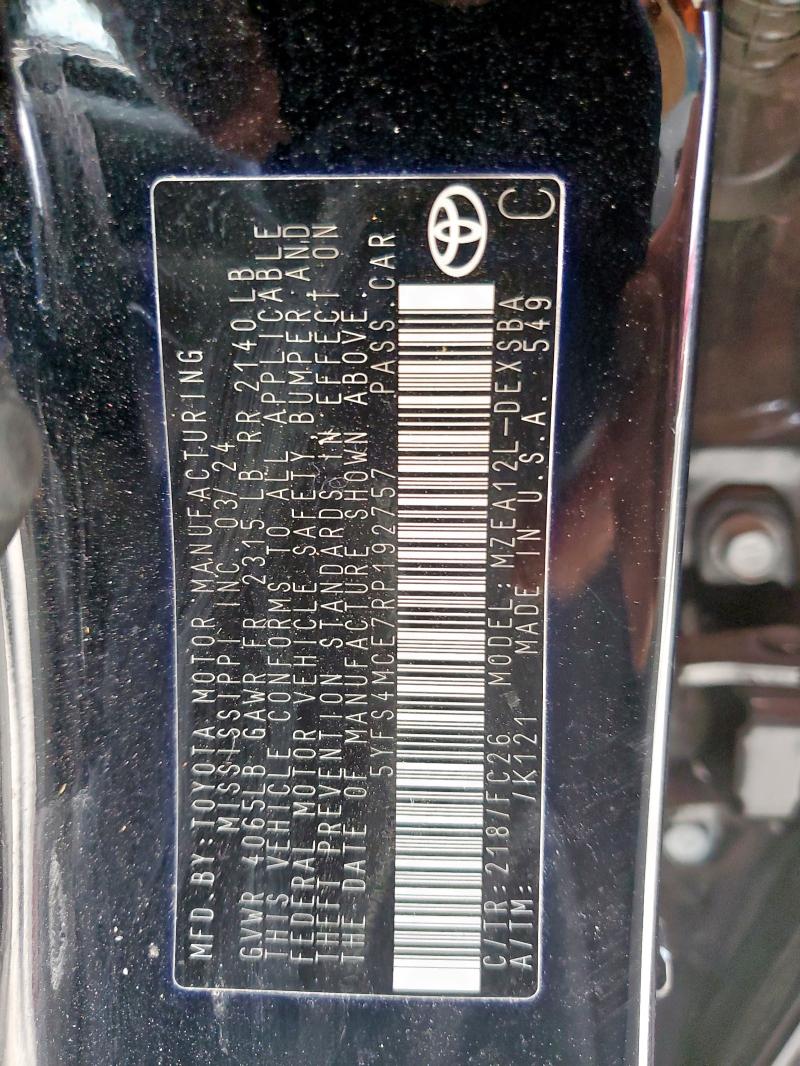 MFD.BY:TOYOTA MOTOR MANUFACTURING
MISSISSIPPI INC 03/24
GVWR 4065LB GAWR FR 2315LB RR 2140LB
THIS VEHICLE CONFORMS TO ALL APPLICABLE
FEDERAL MOTOR VEHICLE SAFETY, BUMPER, AND
THEFT PREVENTION STANDARDS IN EFFECT ON
THE DATE OF MANUFACTURE SHOWN ABOVE.
5YFS4MCE7RP192757 PASS.CAR
C/TR:218/FC26 MODEL:MZEA12L-DEXSBA
A/TM: /K121 MADE IN U.S.A. 549
C